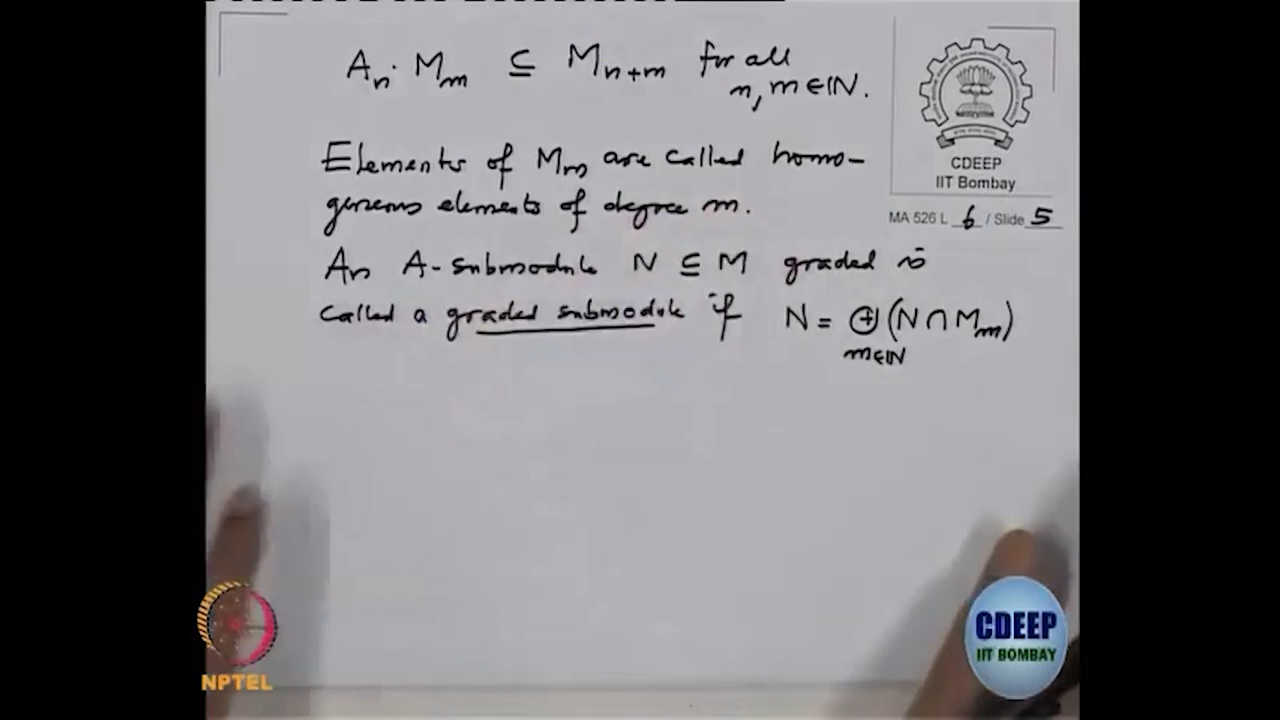 Aₙ · Mₘ ⊆ Mₙ₊ₘ for all
n, m ∈ ℕ.
Elements of Mₘ are called homo-
geneous elements of degree m.
An A-submodule N ⊆ M graded is
called a graded submodule if N = ⊕ (N ∩ Mₘ)
m∈ℕ
CDEEP
IIT Bombay
MA 526 L 6 / Slide 5
NPTEL
CDEEP
IIT BOMBAY